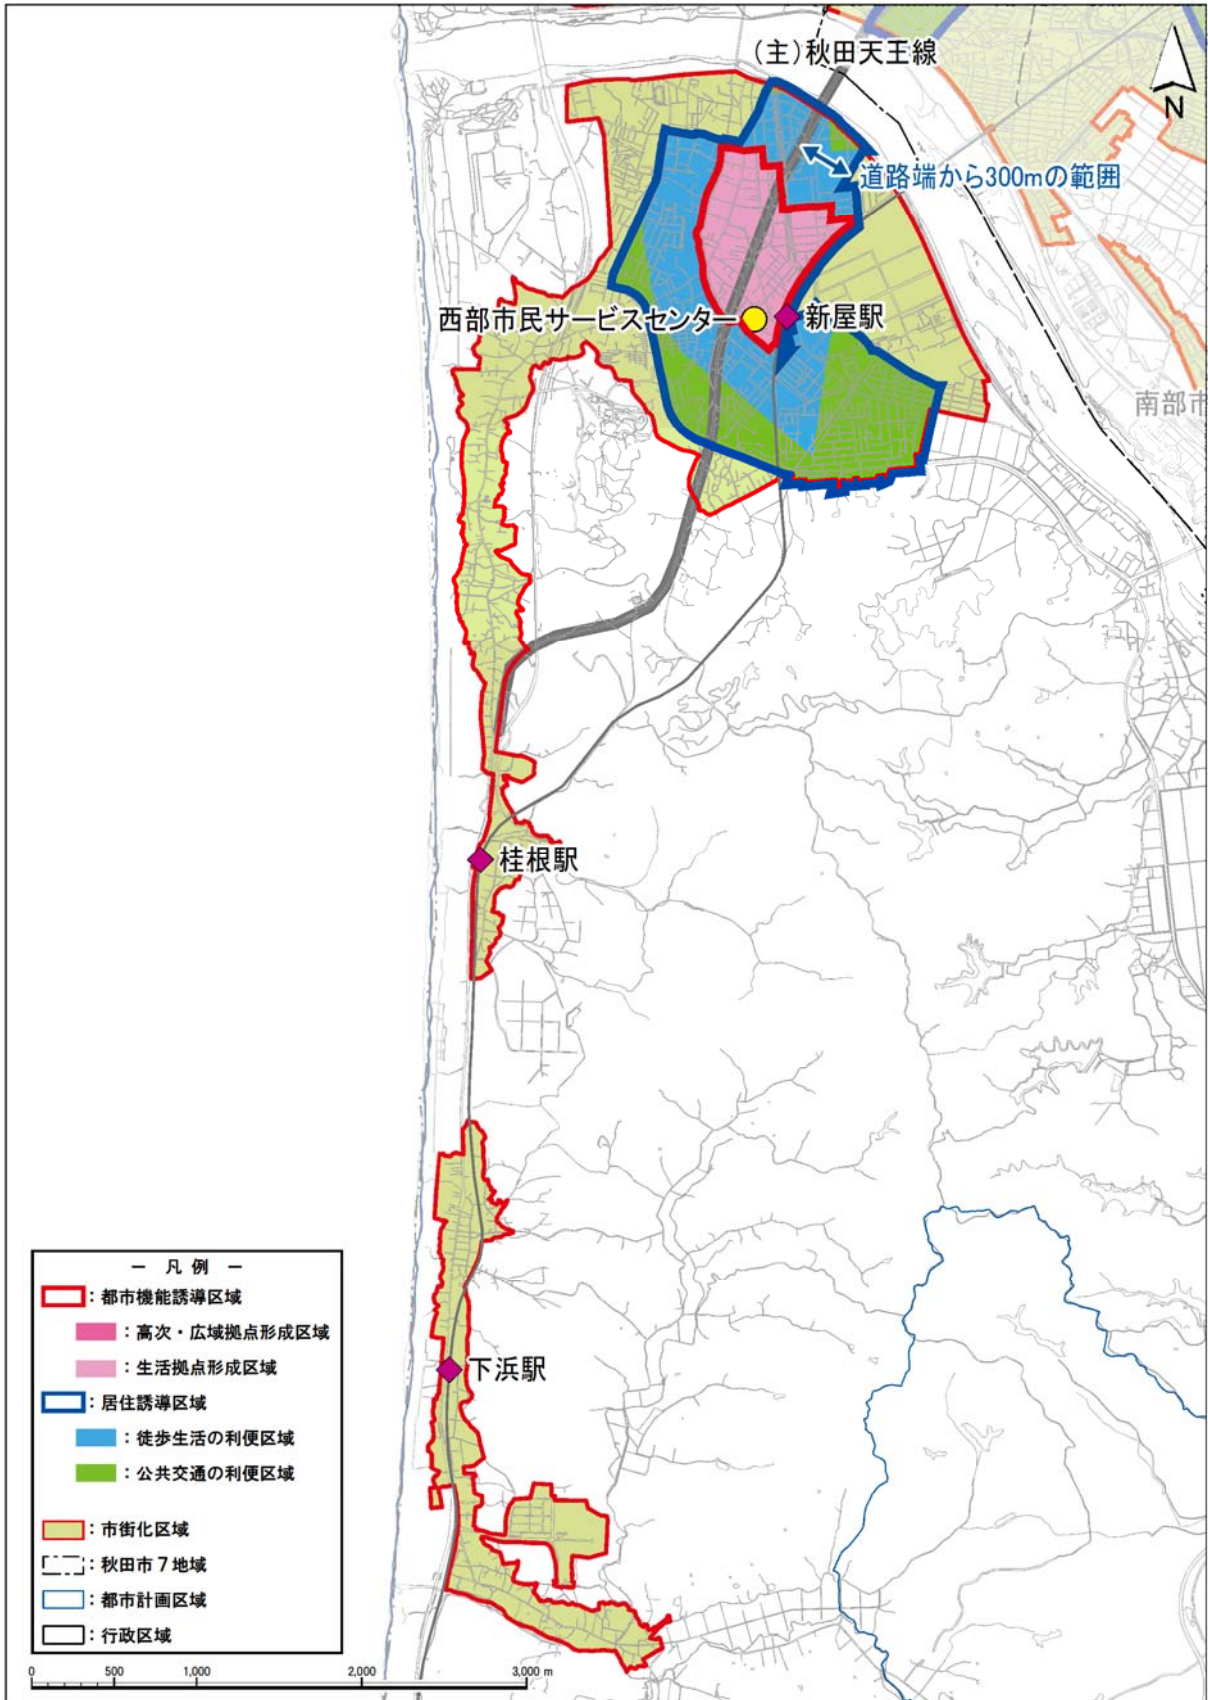 (主)秋田天王線
N
道路端から300mの範囲
西部市民サービスセンター
新屋駅
南部市
桂根駅
下浜駅
－ 凡 例 －
：都市機能誘導区域
：高次・広域拠点形成区域
：生活拠点形成区域
：居住誘導区域
：徒歩生活の利便区域
：公共交通の利便区域
：市街化区域
：秋田市７地域
：都市計画区域
：行政区域
0 500 1,000 2,000 3,000 m